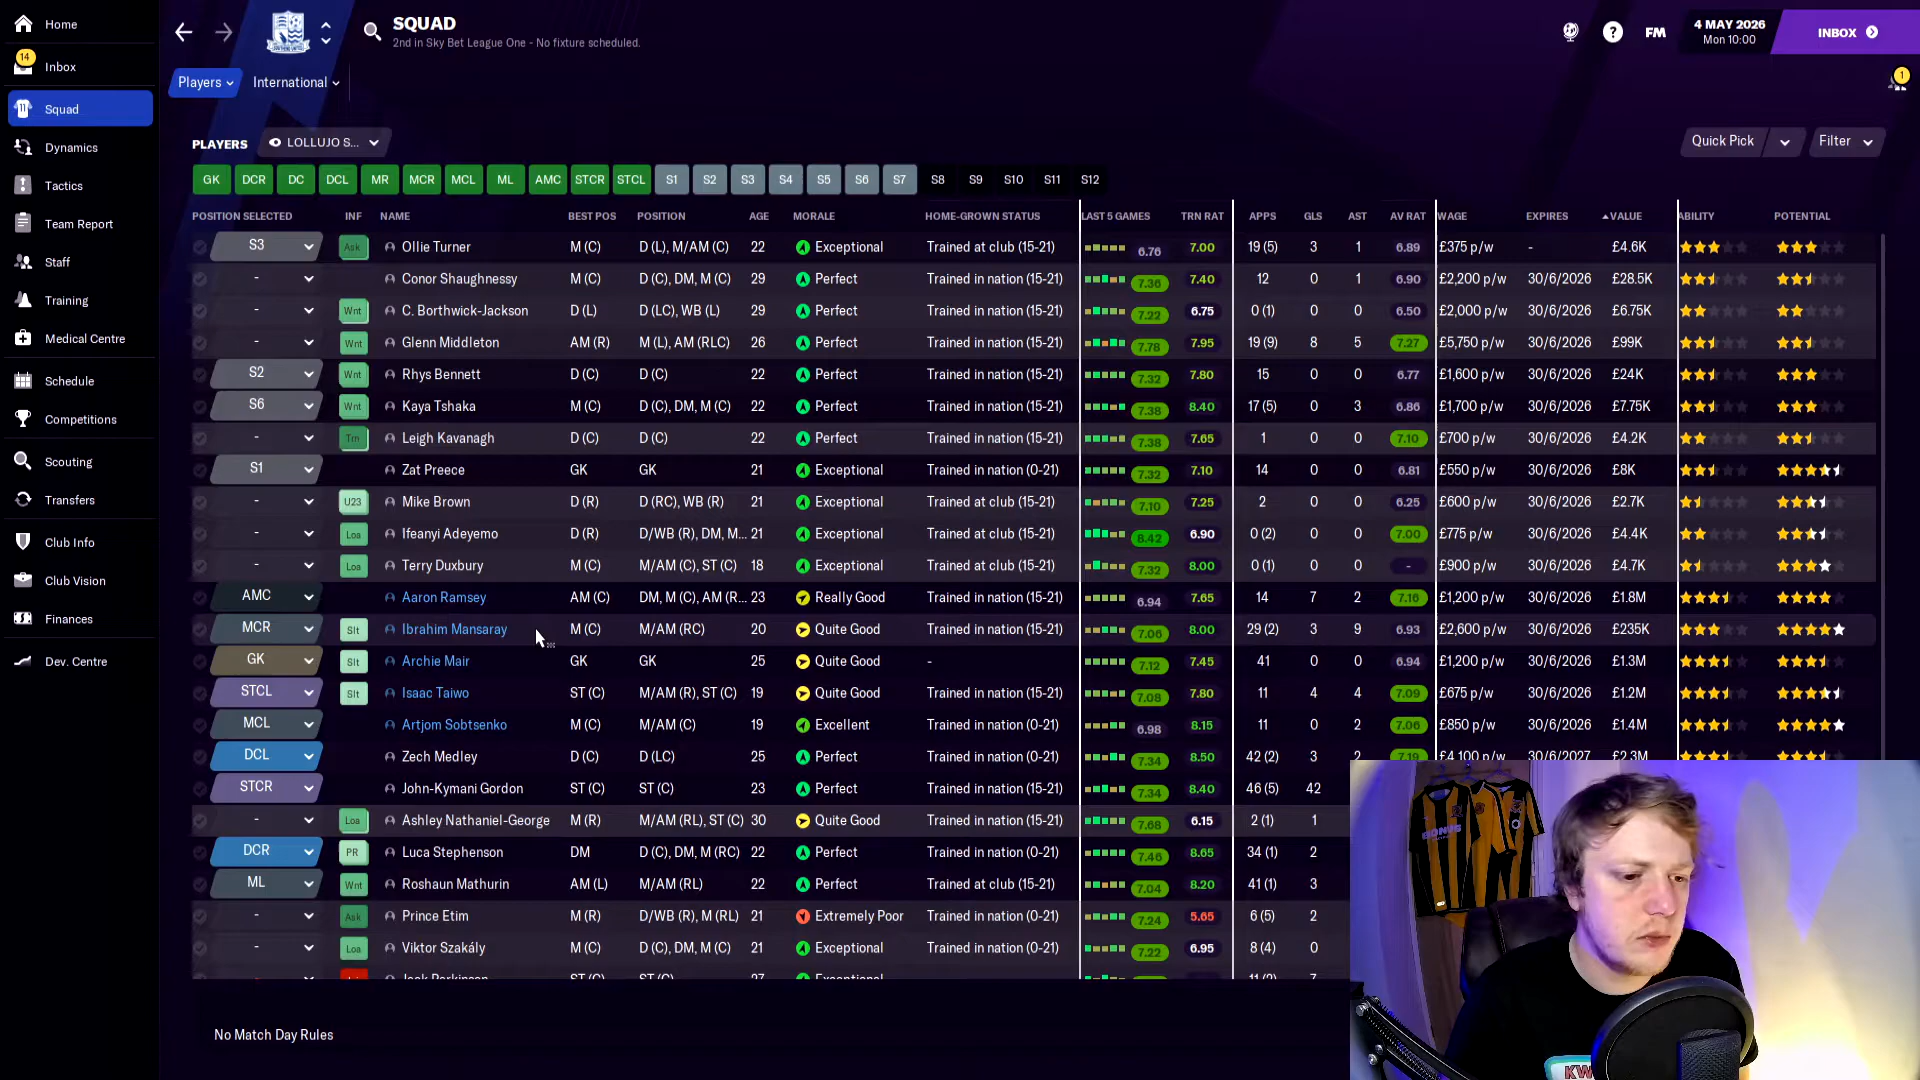 Home
SQUAD
2nd in Sky Bet League One - No fixture scheduled.
FM
4 MAY 2026
Mon 10:00
INBOX
14
Inbox
Players
International
1
Squad
Dynamics
Tactics
Team Report
Staff
Training
Medical Centre
Schedule
Competitions
Scouting
Transfers
Club Info
Club Vision
Finances
Dev. Centre
PLAYERS
LOLLUJO S...
Quick Pick
Filter
GK DCR DC DCL MR MCR MCL ML AMC STCR STCL S1 S2 S3 S4 S5 S6 S7 S8 S9 S10 S11 S12
POSITION SELECTED INF NAME BEST POS POSITION AGE MORALE HOME-GROWN STATUS LAST 5 GAMES TRN RAT APPS GLS AST AV RAT WAGE EXPIRES VALUE ABILITY POTENTIAL
S3 Ask Ollie Turner M (C) D (L), M/AM (C) 22 Exceptional Trained at club (15-21) 6.76 7.00 19 (5) 3 1 6.89 £375 p/w - £4.6K
- Conor Shaughnessy M (C) D (C), DM, M (C) 29 Perfect Trained in nation (15-21) 7.36 7.40 12 0 1 6.90 £2,200 p/w 30/6/2026 £28.5K
- Wnt C. Borthwick-Jackson D (L) D (LC), WB (L) 29 Perfect Trained in nation (15-21) 7.22 6.75 0 (1) 0 0 6.50 £2,000 p/w 30/6/2026 £6.75K
- Wnt Glenn Middleton AM (R) M (L), AM (RLC) 26 Perfect Trained in nation (15-21) 7.78 7.95 19 (9) 8 5 7.27 £5,750 p/w 30/6/2026 £99K
S2 Wnt Rhys Bennett D (C) D (C) 22 Perfect Trained in nation (15-21) 7.32 7.80 15 0 0 6.77 £1,600 p/w 30/6/2026 £24K
S6 Wnt Kaya Tshaka M (C) D (C), DM, M (C) 22 Perfect Trained in nation (15-21) 7.38 8.40 17 (5) 0 3 6.86 £1,700 p/w 30/6/2026 £7.75K
- Trn Leigh Kavanagh D (C) D (C) 22 Perfect Trained in nation (15-21) 7.38 7.65 1 0 0 7.10 £700 p/w 30/6/2026 £4.2K
S1 Zat Preece GK GK 21 Exceptional Trained in nation (0-21) 7.32 7.10 14 0 0 6.81 £550 p/w 30/6/2026 £8K
- U23 Mike Brown D (R) D (RC), WB (R) 21 Exceptional Trained at club (15-21) 7.10 7.25 2 0 0 6.25 £600 p/w 30/6/2026 £2.7K
- Loa Ifeanyi Adeyemo D (R) D/WB (R), DM, M... 21 Exceptional Trained at club (15-21) 8.42 6.90 0 (2) 0 0 7.00 £775 p/w 30/6/2026 £4.4K
- Loa Terry Duxbury M (C) M/AM (C), ST (C) 18 Exceptional Trained at club (15-21) 7.32 8.00 0 (1) 0 0 - £900 p/w 30/6/2026 £4.7K
AMC Aaron Ramsey AM (C) DM, M (C), AM (R... 23 Really Good Trained in nation (15-21) 6.94 7.65 14 7 2 7.16 £1,200 p/w 30/6/2026 £1.8M
MCR Slt Ibrahim Mansaray M (C) M/AM (RC) 20 Quite Good Trained in nation (15-21) 7.06 8.00 29 (2) 3 9 6.93 £2,600 p/w 30/6/2026 £235K
GK Slt Archie Mair GK GK 25 Quite Good - 7.12 7.45 41 0 0 6.94 £1,200 p/w 30/6/2026 £1.3M
STCL Slt Isaac Taiwo ST (C) M/AM (R), ST (C) 19 Quite Good Trained in nation (15-21) 7.08 7.80 11 4 4 7.09 £675 p/w 30/6/2026 £1.2M
MCL Artjom Sobtsenko M (C) M/AM (C) 19 Excellent Trained in nation (0-21) 6.98 8.15 11 0 2 7.06 £850 p/w 30/6/2026 £1.4M
DCL Zech Medley D (C) D (LC) 25 Perfect Trained in nation (15-21) 7.34 8.50 42 (2) 3 2 7.19 £4,100 p/w 30/6/2027 £2.3M
STCR John-Kymani Gordon ST (C) ST (C) 23 Perfect Trained in nation (15-21) 7.34 8.40 46 (5) 42
- Loa Ashley Nathaniel-George M (R) M/AM (RL), ST (C) 30 Quite Good Trained in nation (15-21) 7.68 6.15 2 (1) 1
DCR PR Luca Stephenson DM D (C), DM, M (RC) 22 Perfect Trained in nation (0-21) 7.46 8.65 34 (1) 2
ML Wnt Roshaun Mathurin AM (L) M/AM (RL) 22 Perfect Trained at club (15-21) 7.04 8.20 41 (1) 3
- Ask Prince Etim M (R) D/WB (R), M (RL) 21 Extremely Poor Trained in nation (0-21) 7.24 5.65 6 (5) 2
- Loa Viktor Szakály M (C) D (C), DM, M (C) 21 Exceptional Trained in nation (0-21) 7.22 6.95 8 (4) 0
No Match Day Rules